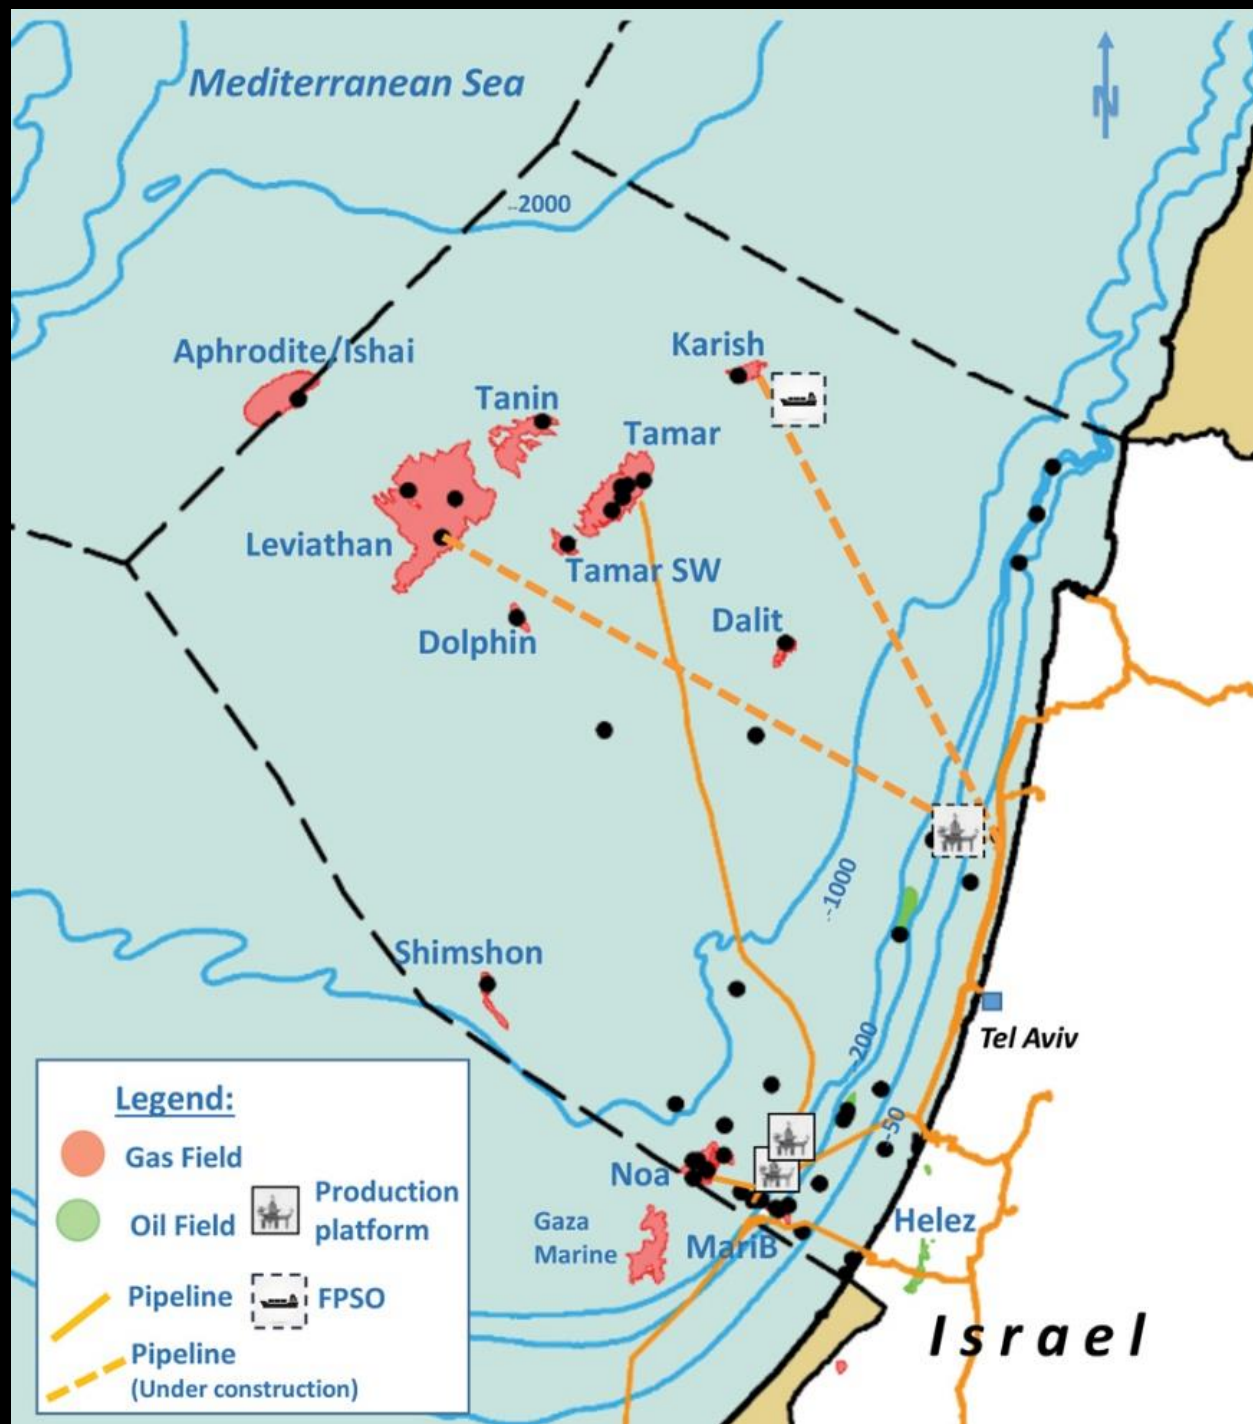 Mediterranean Sea
N
-2000
Aphrodite/Ishai
Karish
Tanin
Tamar
Leviathan
Tamar SW
Dolphin
Dalit
-1000
Shimshon
Tel Aviv
-200
-50
Noa
Gaza
Marine
MariB
Helez
Israel
Legend:
Gas Field
Oil Field
Production
platform
Pipeline
FPSO
Pipeline
(Under construction)